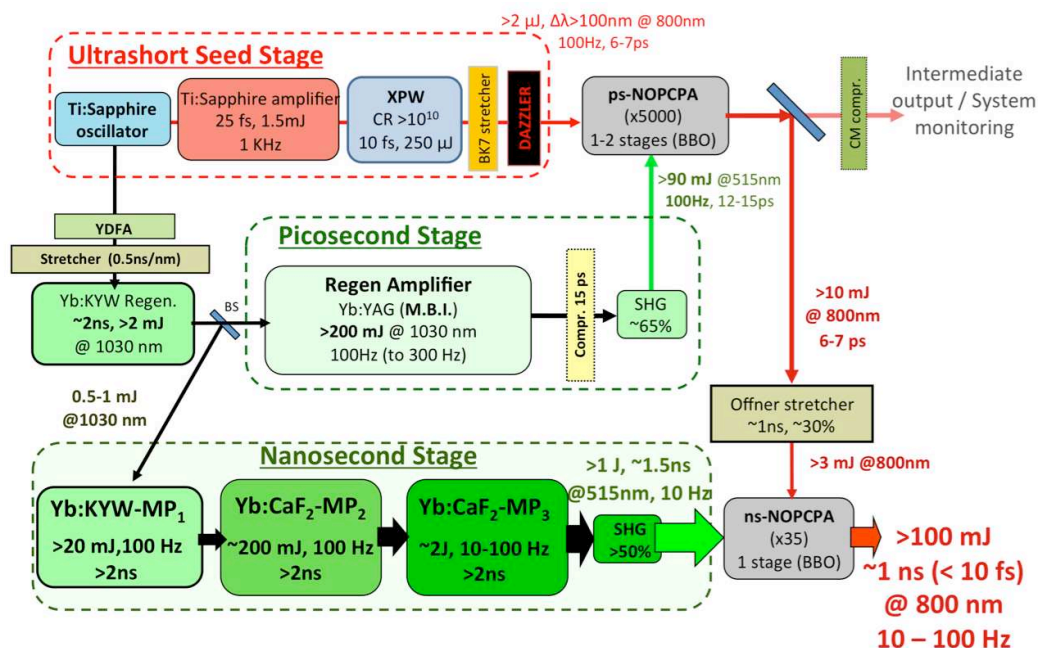 >2 μJ, Δλ>100nm @ 800nm
100Hz, 6-7ps
Ultrashort Seed Stage
Ti:Sapphire
oscillator
Ti:Sapphire amplifier
25 fs, 1.5mJ
1 KHz
XPW
CR >10¹⁰
10 fs, 250 μJ
BK7 stretcher
DAZZLER
ps-NOPCPA
(x5000)
1-2 stages (BBO)
CM compr.
Intermediate
output / System
monitoring
>90 mJ @515nm
100Hz, 12-15ps
YDFA
Stretcher (0.5ns/nm)
Yb:KYW Regen.
~2ns, >2 mJ
@ 1030 nm
BS
Picosecond Stage
Regen Amplifier
Yb:YAG (M.B.I.)
>200 mJ @ 1030 nm
100Hz (to 300 Hz)
Compr. 15 ps
SHG
~65%
>10 mJ
@ 800nm
6-7 ps
0.5-1 mJ
@1030 nm
Offner stretcher
~1ns, ~30%
>3 mJ @800nm
Nanosecond Stage
>1 J, ~1.5ns
@515nm, 10 Hz
Yb:KYW-MP₁
>20 mJ,100 Hz
>2ns
Yb:CaF₂-MP₂
~200 mJ, 100 Hz
>2ns
Yb:CaF₂-MP₃
~2J, 10-100 Hz
>2ns
SHG
>50%
ns-NOPCPA
(x35)
1 stage (BBO)
>100 mJ
~1 ns (< 10 fs)
@ 800 nm
10 – 100 Hz